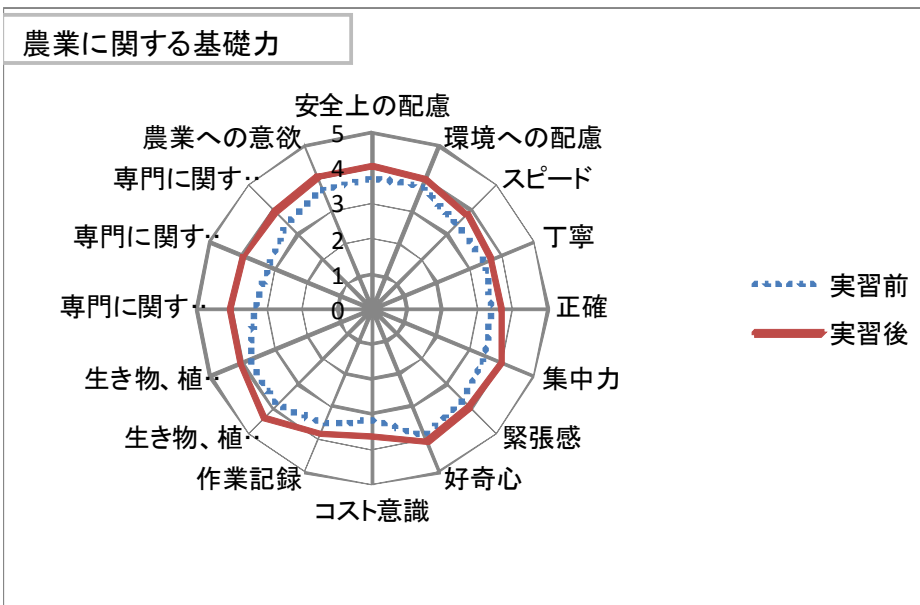 農業に関する基礎力
安全上の配慮
環境への配慮
スピード
丁寧
正確
集中力
緊張感
好奇心
コスト意識
作業記録
生き物、植…
生き物、植…
専門に関す…
専門に関す…
専門に関す…
農業への意欲
5
4
3
2
1
0
実習前
実習後